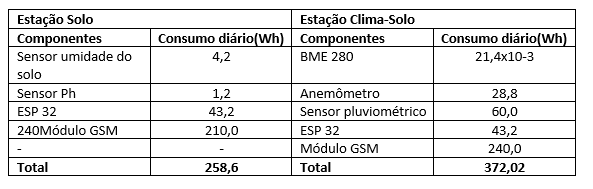 Estação Solo Estação Clima-Solo
Componentes Consumo diário(Wh) Componentes Consumo diário(Wh)
Sensor umidade do solo 4,2 BME 280 21,4x10-3
Sensor Ph 1,2 Anemômetro 28,8
ESP 32 43,2 Sensor pluviométrico 60,0
240Módulo GSM 210,0 ESP 32 43,2
- - Módulo GSM 240,0
Total 258,6 Total 372,02